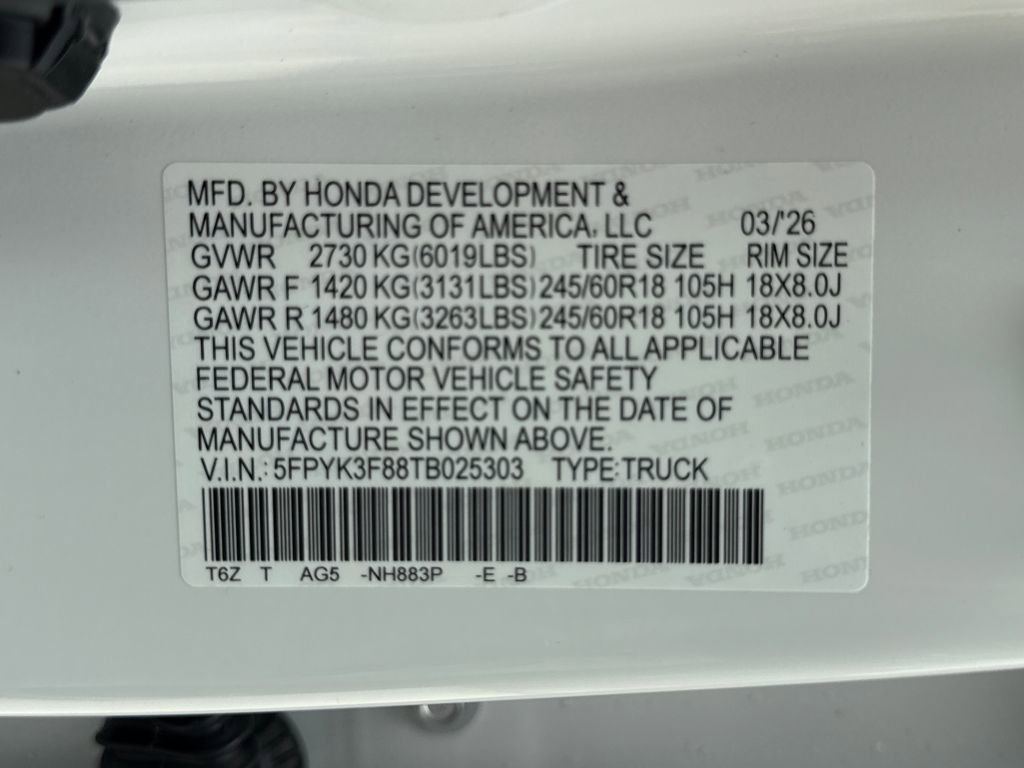 MFD. BY HONDA DEVELOPMENT &
MANUFACTURING OF AMERICA, LLC 03/'26
GVWR 2730 KG(6019LBS) TIRE SIZE RIM SIZE
GAWR F 1420 KG(3131LBS) 245/60R18 105H 18X8.0J
GAWR R 1480 KG(3263LBS) 245/60R18 105H 18X8.0J
THIS VEHICLE CONFORMS TO ALL APPLICABLE
FEDERAL MOTOR VEHICLE SAFETY
STANDARDS IN EFFECT ON THE DATE OF
MANUFACTURE SHOWN ABOVE.
V.I.N.: 5FPYK3F88TB025303 TYPE: TRUCK
T6Z T AG5 -NH883P -E -B